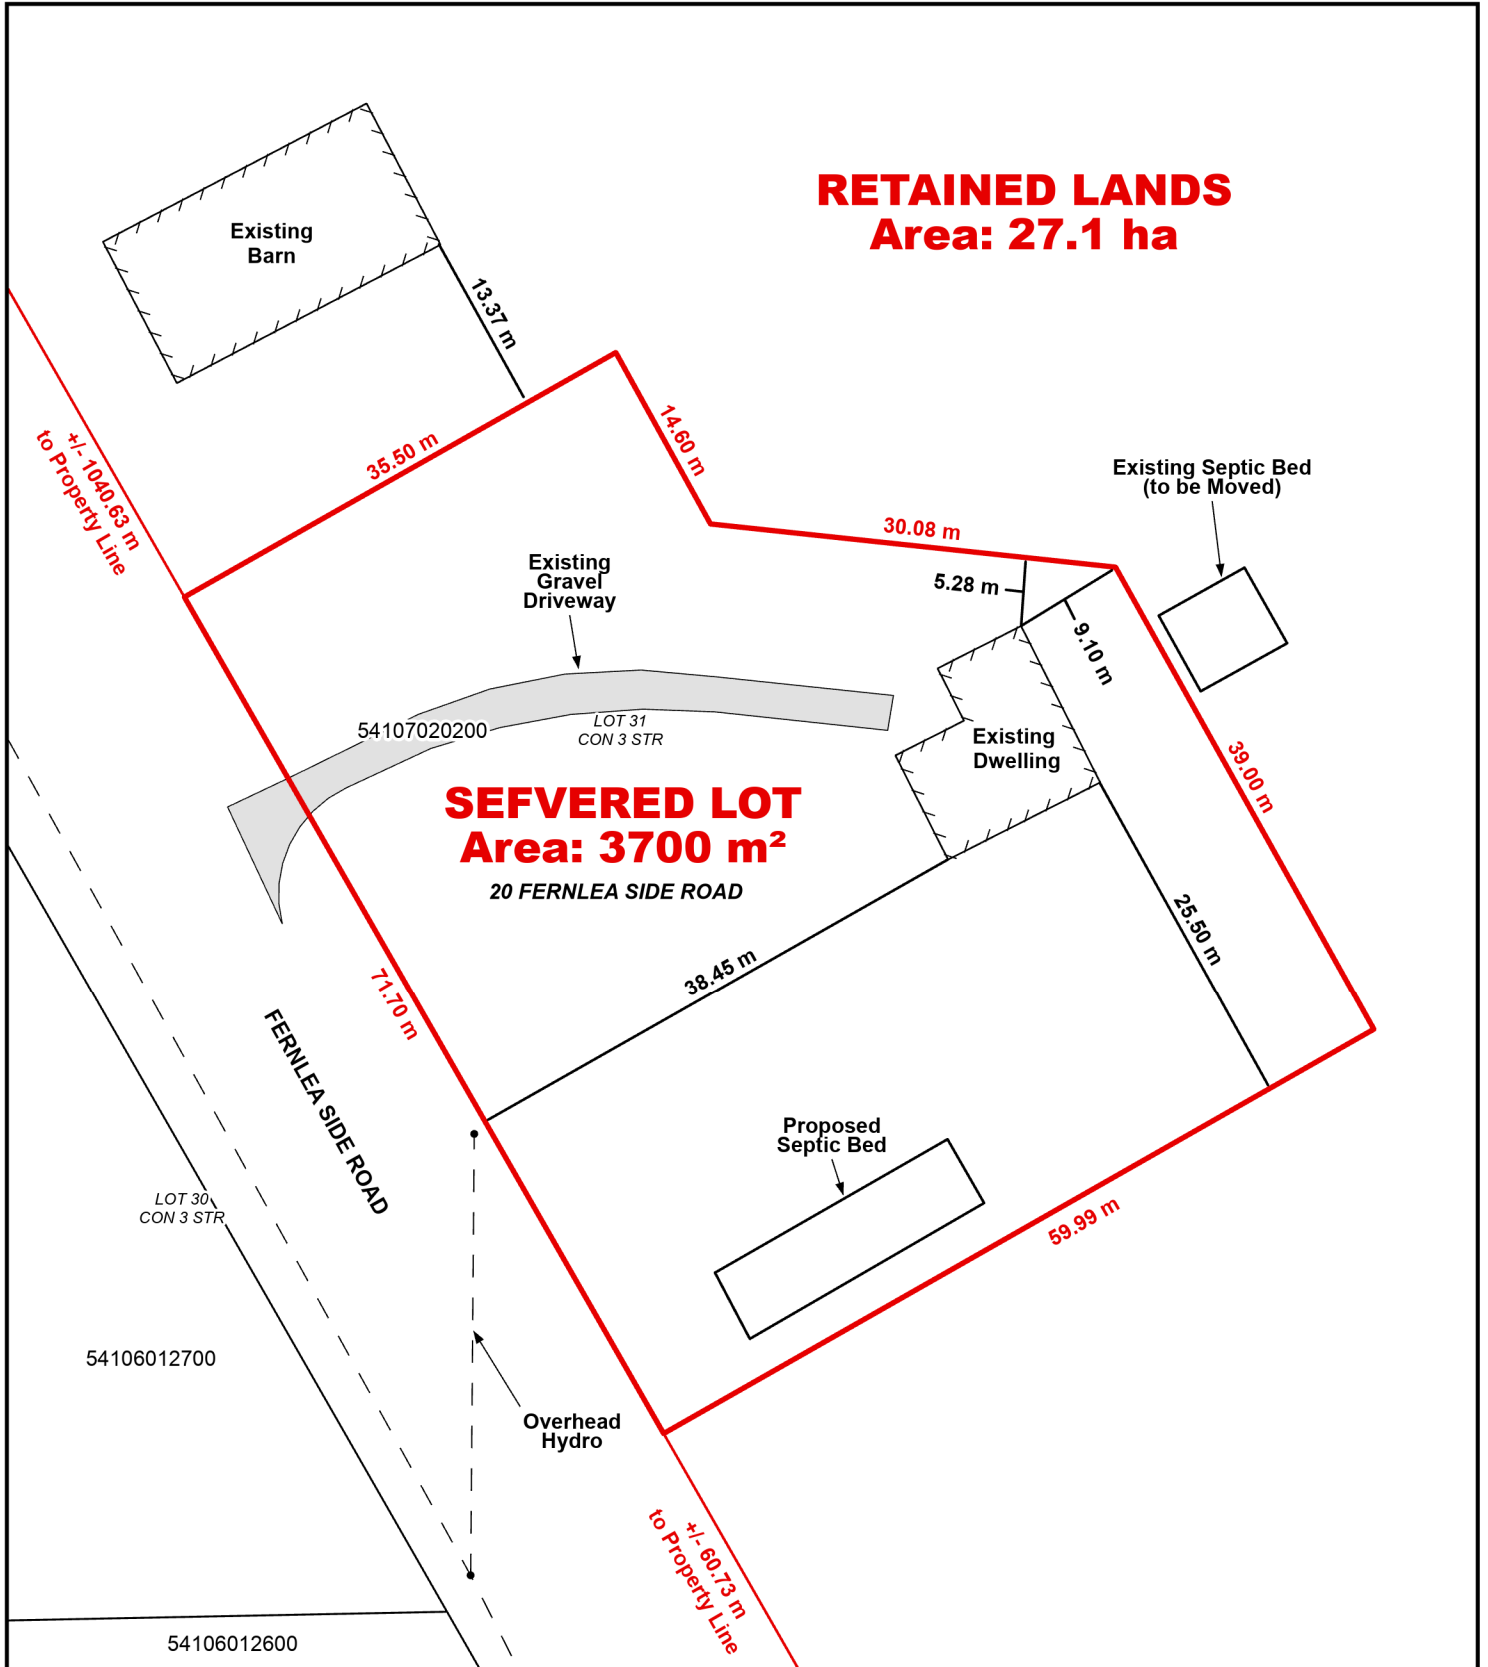 RETAINED LANDS
Area: 27.1 ha
Existing
Barn
13.37 m
35.50 m
14.60 m
+/- 1040.63 m
to Property Line
30.08 m
Existing Septic Bed
(to be Moved)
Existing
Gravel
Driveway
5.28 m
9.10 m
54107020200
LOT 31
CON 3 STR
Existing
Dwelling
39.00 m
SEFVERED LOT
Area: 3700 m²
20 FERNLEA SIDE ROAD
25.50 m
38.45 m
71.70 m
FERNLEA SIDE ROAD
Proposed
Septic Bed
LOT 30
CON 3 STR
59.99 m
54106012700
Overhead
Hydro
+/- 60.73 m
to Property Line
54106012600